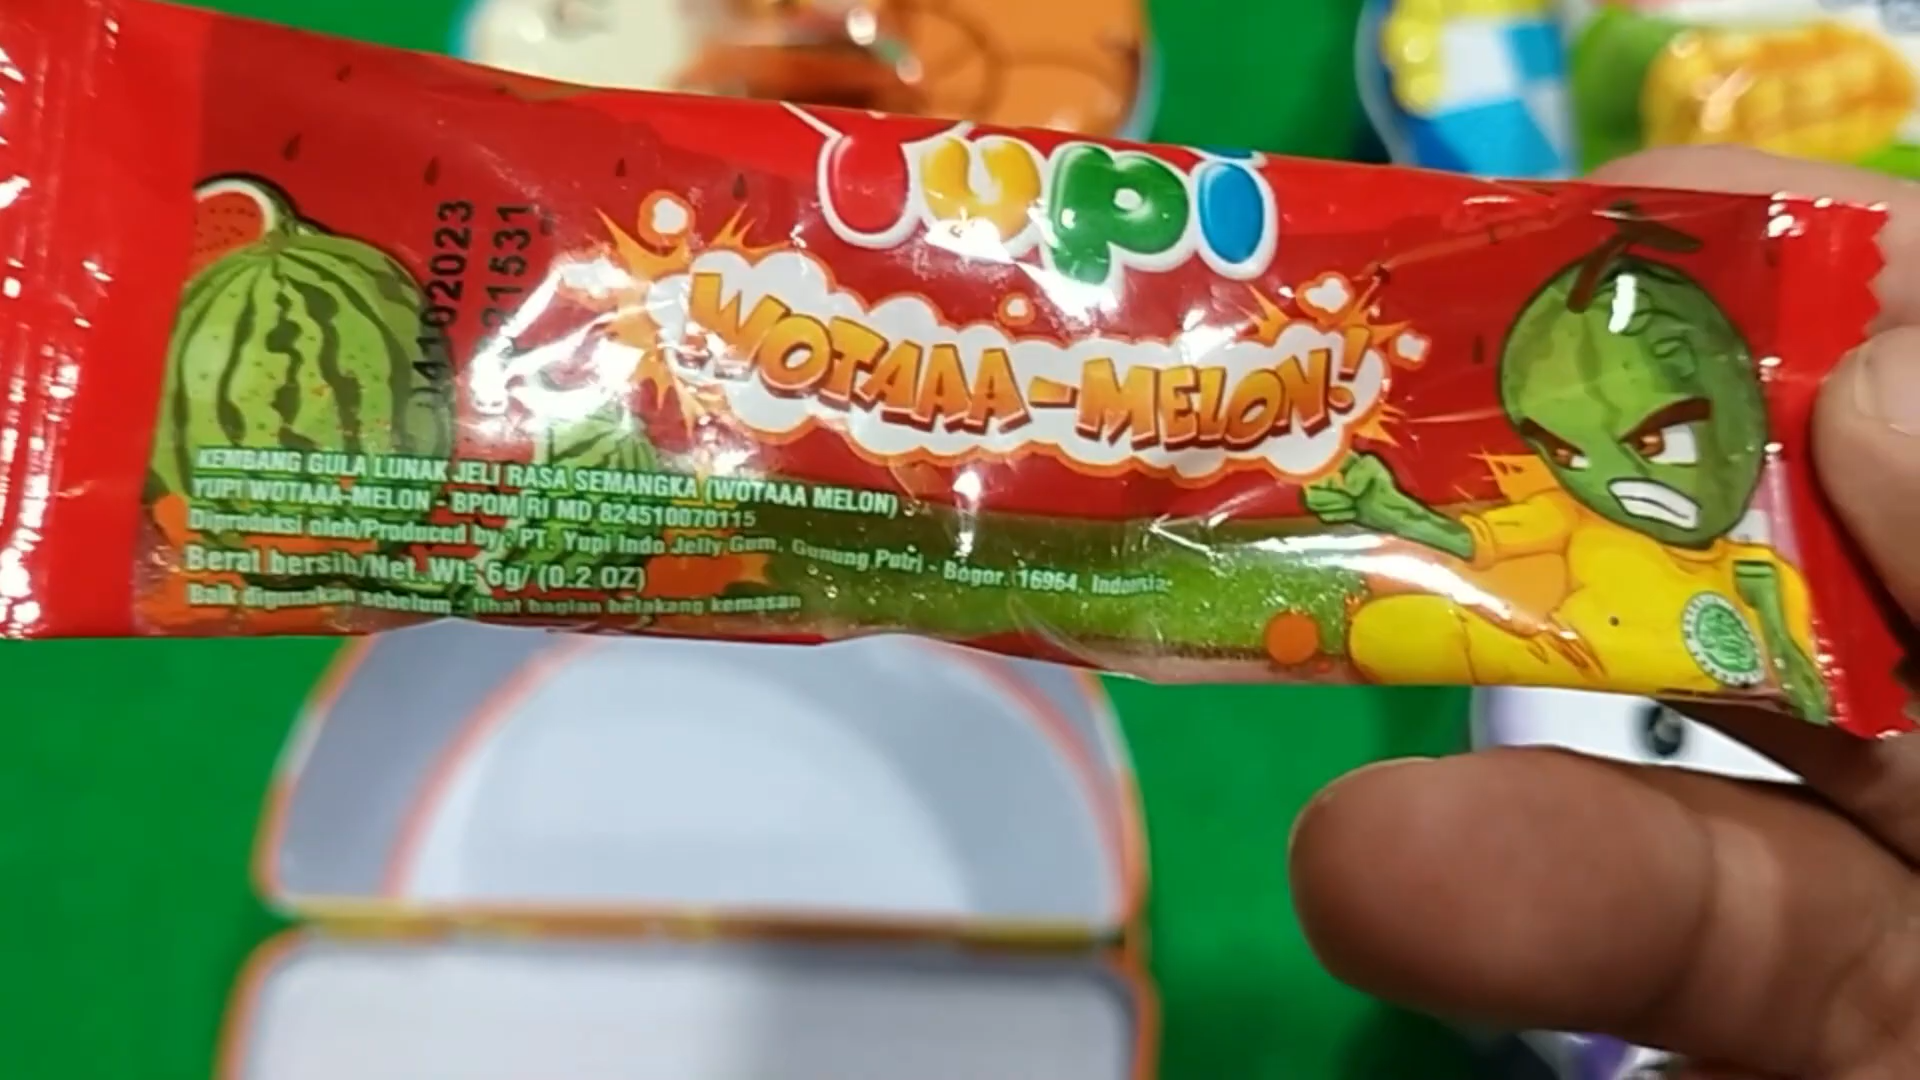 Yupi
WOTAAA-MELON!
04102023
21531
KEMBANG GULA LUNAK JELI RASA SEMANGKA (WOTAAA MELON)
YUPI WOTAAA-MELON - BPOM RI MD 824510070115
Diproduksi oleh/Produced by: PT. Yupi Indo Jelly Gum. Gunung Putri - Bogor 16964, Indonesia
Berat bersih/Net. Wt: 6g/ (0.2 OZ)
Baik digunakan sebelum : lihat bagian belakang kemasan